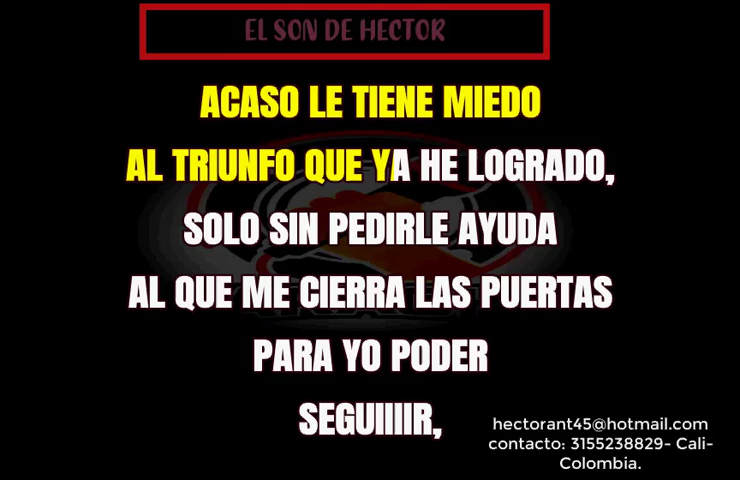 EL SON DE HECTOR
ACASO LE TIENE MIEDO
AL TRIUNFO QUE YA HE LOGRADO,
SOLO SIN PEDIRLE AYUDA
AL QUE ME CIERRA LAS PUERTAS
PARA YO PODER
SEGUIIIIR,
hectorant45@hotmail.com
contacto: 3155238829- Cali-
Colombia.